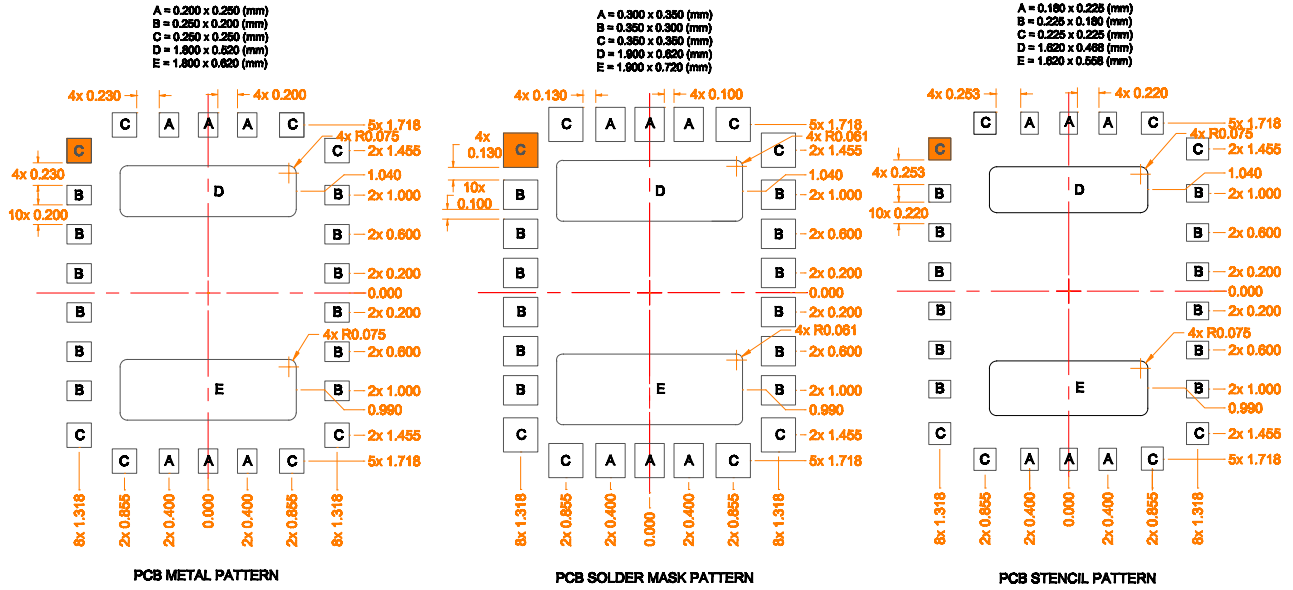 A = 0.200 x 0.250 (mm)
B = 0.250 x 0.200 (mm)
C = 0.250 x 0.250 (mm)
D = 1.800 x 0.520 (mm)
E = 1.800 x 0.620 (mm)
4x 0.230
4x 0.200
C A A A C
5x 1.718
4x R0.075
C
C
2x 1.455
4x 0.230
1.040
D
B
B
2x 1.000
10x 0.200
B
B
2x 0.600
B
B
2x 0.200
0.000
B
B
2x 0.200
4x R0.075
B
B
2x 0.600
B
E
B
2x 1.000
0.990
C
C
2x 1.455
C A A A C
5x 1.718
8x 1.318
2x 0.855
2x 0.400
0.000
2x 0.400
2x 0.855
8x 1.318
PCB METAL PATTERN
A = 0.300 x 0.350 (mm)
B = 0.350 x 0.300 (mm)
C = 0.350 x 0.350 (mm)
D = 1.900 x 0.620 (mm)
E = 1.900 x 0.720 (mm)
4x 0.130
4x 0.100
C A A A C
5x 1.718
4x R0.061
4x
0.130
C
C
2x 1.455
1.040
D
10x
0.100
B
B
2x 1.000
B
B
2x 0.600
B
B
2x 0.200
0.000
B
B
2x 0.200
4x R0.061
B
B
2x 0.600
B
E
B
2x 1.000
0.990
C
C
2x 1.455
C A A A C
5x 1.718
8x 1.318
2x 0.855
2x 0.400
0.000
2x 0.400
2x 0.855
8x 1.318
PCB SOLDER MASK PATTERN
A = 0.180 x 0.225 (mm)
B = 0.225 x 0.180 (mm)
C = 0.225 x 0.225 (mm)
D = 1.620 x 0.468 (mm)
E = 1.620 x 0.558 (mm)
4x 0.253
4x 0.220
C A A A C
5x 1.718
4x R0.075
C
C
2x 1.455
4x 0.253
1.040
D
B
B
2x 1.000
10x 0.220
B
B
2x 0.600
B
B
2x 0.200
0.000
B
B
2x 0.200
4x R0.075
B
B
2x 0.600
B
E
B
2x 1.000
0.990
C
C
2x 1.455
C A A A C
5x 1.718
8x 1.318
2x 0.855
2x 0.400
0.000
2x 0.400
2x 0.855
8x 1.318
PCB STENCIL PATTERN